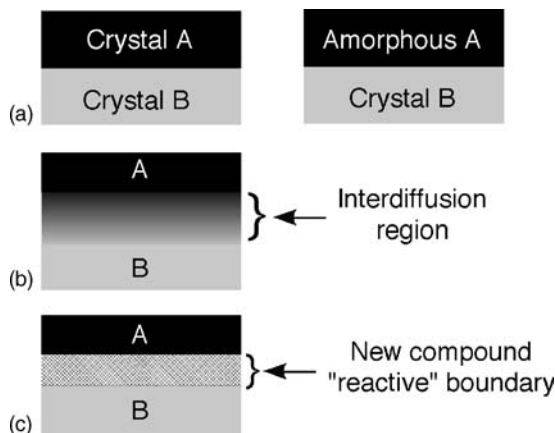 Crystal A
Crystal B
(a)
Amorphous A
Crystal B
A
B
(b)
Interdiffusion
region
A
B
(c)
New compound
"reactive" boundary